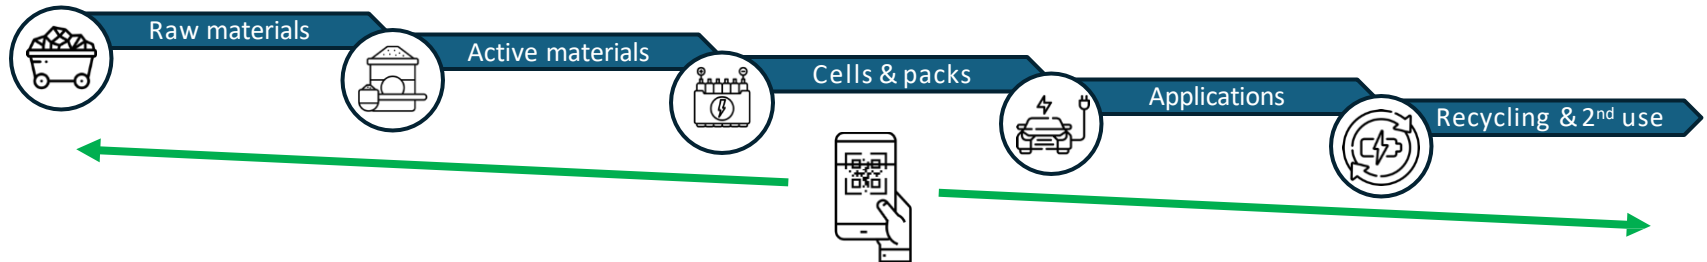 Raw materials
Active materials
Cells & packs
Applications
Recycling & 2nd use